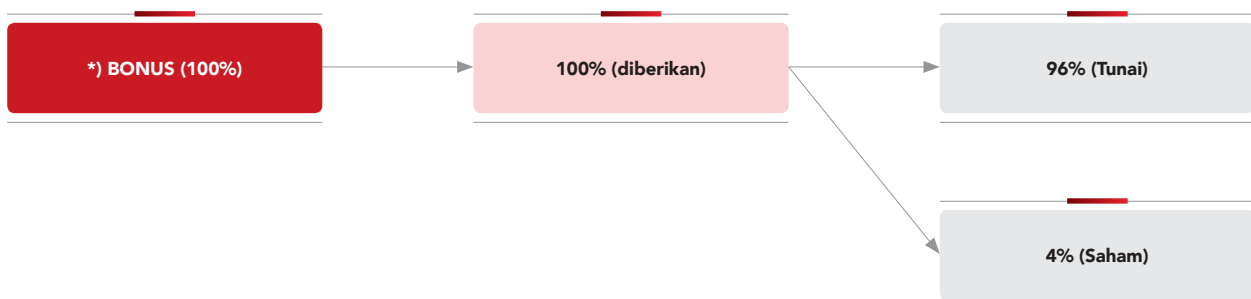 *) BONUS (100%)
100% (diberikan)
96% (Tunai)
4% (Saham)